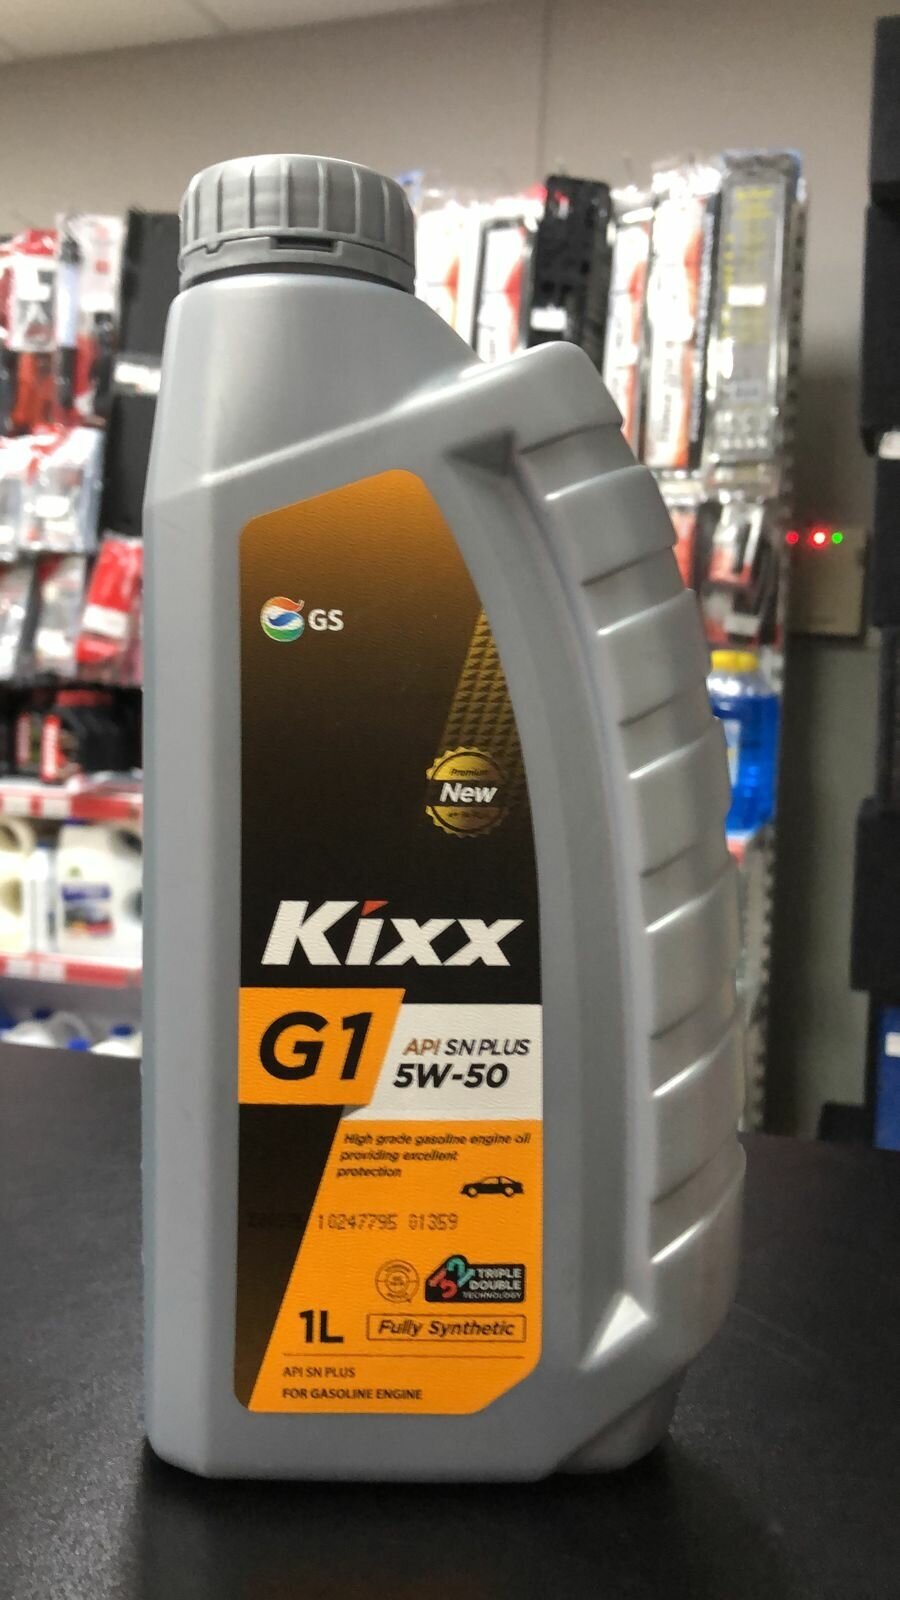 GS
Premium
New
Kixx
G1
API SN PLUS
5W-50
High grade gasoline engine oil
providing excellent
protection
10247795 G1359
TRIPLE
DOUBLE
TECHNOLOGY
1L
Fully Synthetic
API SN PLUS
FOR GASOLINE ENGINE